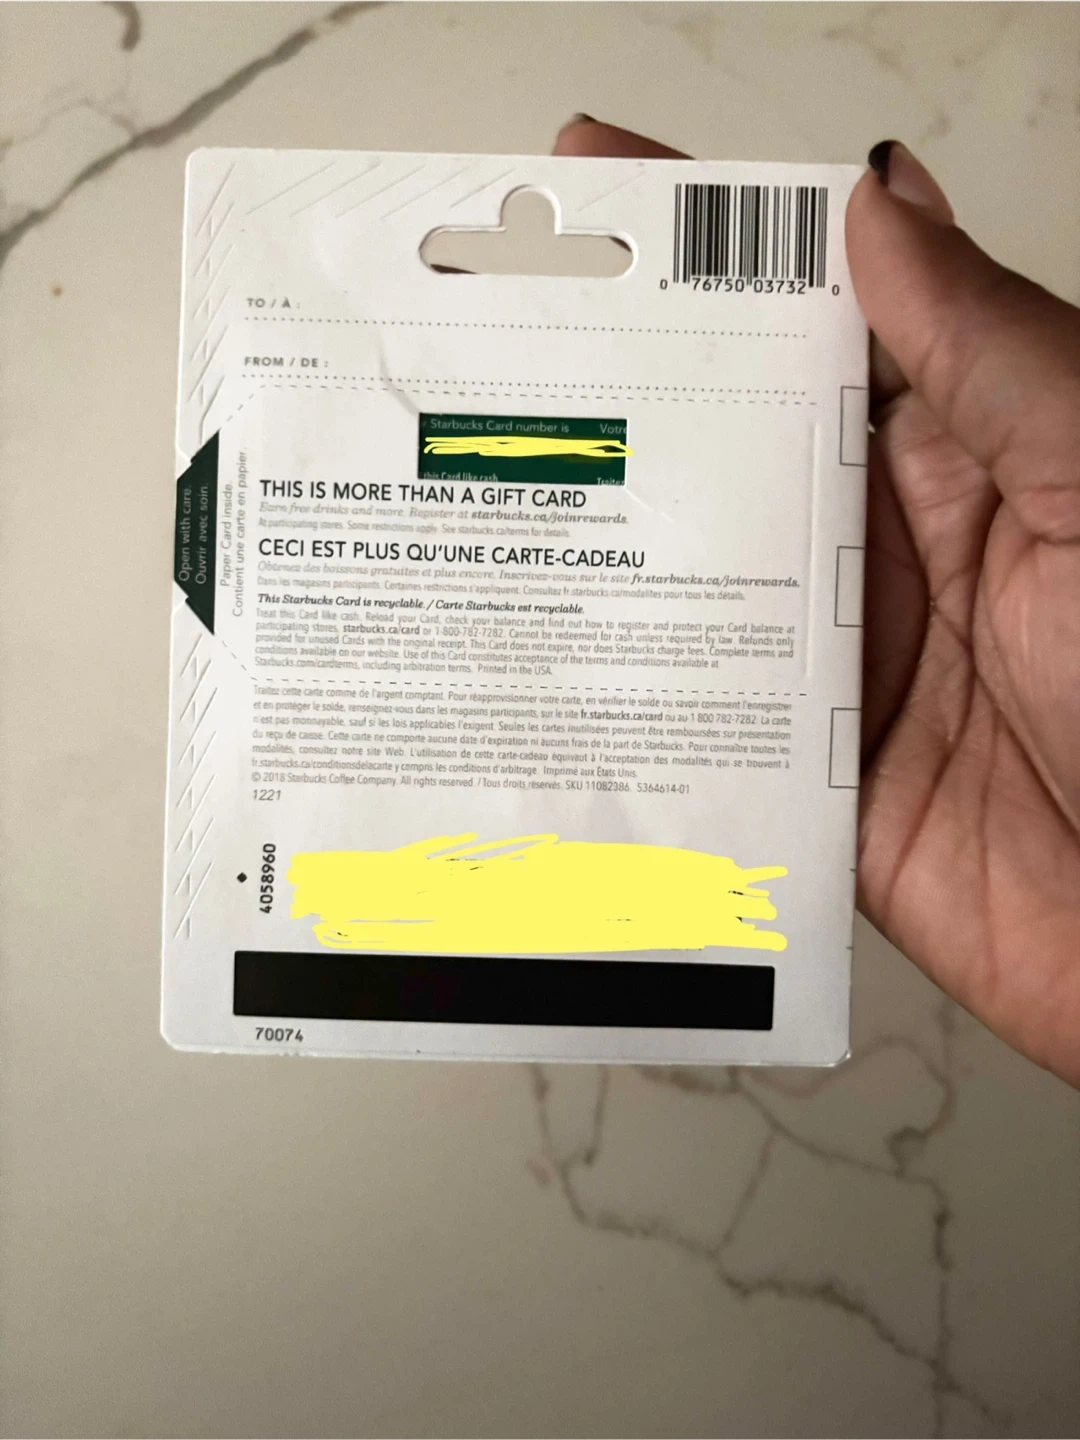 0 76750 03732 0
TO / À :
FROM / DE :
Starbucks Card number is Votre
this Card like cash Traitez
Open with care.
Ouvrir avec soin.
Paper Card inside.
Contient une carte en papier.
THIS IS MORE THAN A GIFT CARD
Earn free drinks and more. Register at starbucks.ca/joinrewards.
At participating stores. Some restrictions apply. See starbucks.ca/terms for details.
CECI EST PLUS QU'UNE CARTE-CADEAU
Obtenez des boissons gratuites et plus encore. Inscrivez-vous sur le site fr.starbucks.ca/joinrewards.
Dans les magasins participants. Certaines restrictions s'appliquent. Consultez fr.starbucks.ca/modalites pour tous les détails.
This Starbucks Card is recyclable. / Carte Starbucks est recyclable.
Treat this Card like cash. Reload your Card, check your balance and find out how to register and protect your Card balance at
participating stores, starbucks.ca/card or 1-800-782-7282. Cannot be redeemed for cash unless required by law. Refunds only
provided for unused Cards with the original receipt. This Card does not expire, nor does Starbucks charge fees. Complete terms and
conditions available on our website. Use of this Card constitutes acceptance of the terms and conditions available at
Starbucks.com/cardterms, including arbitration terms. Printed in the USA.
Traitez cette carte comme de l'argent comptant. Pour réapprovisionner votre carte, en vérifier le solde ou savoir comment l'enregistrer
et en protéger le solde, renseignez-vous dans les magasins participants, sur le site fr.starbucks.ca/card ou au 1 800 782-7282. La carte
n'est pas monnayable, sauf si les lois applicables l'exigent. Seules les cartes inutilisées peuvent être remboursées sur présentation
du reçu de caisse. Cette carte ne comporte aucune date d'expiration ni aucuns frais de la part de Starbucks. Pour connaître toutes les
modalités, consultez notre site Web. L'utilisation de cette carte-cadeau équivaut à l'acceptation des modalités qui se trouvent à
fr.starbucks.ca/conditionsdelacarte y compris les conditions d'arbitrage. Imprimé aux États Unis.
© 2018 Starbucks Coffee Company. All rights reserved. / Tous droits réservés. SKU 11082386 5364614-01
1221
4058960
70074